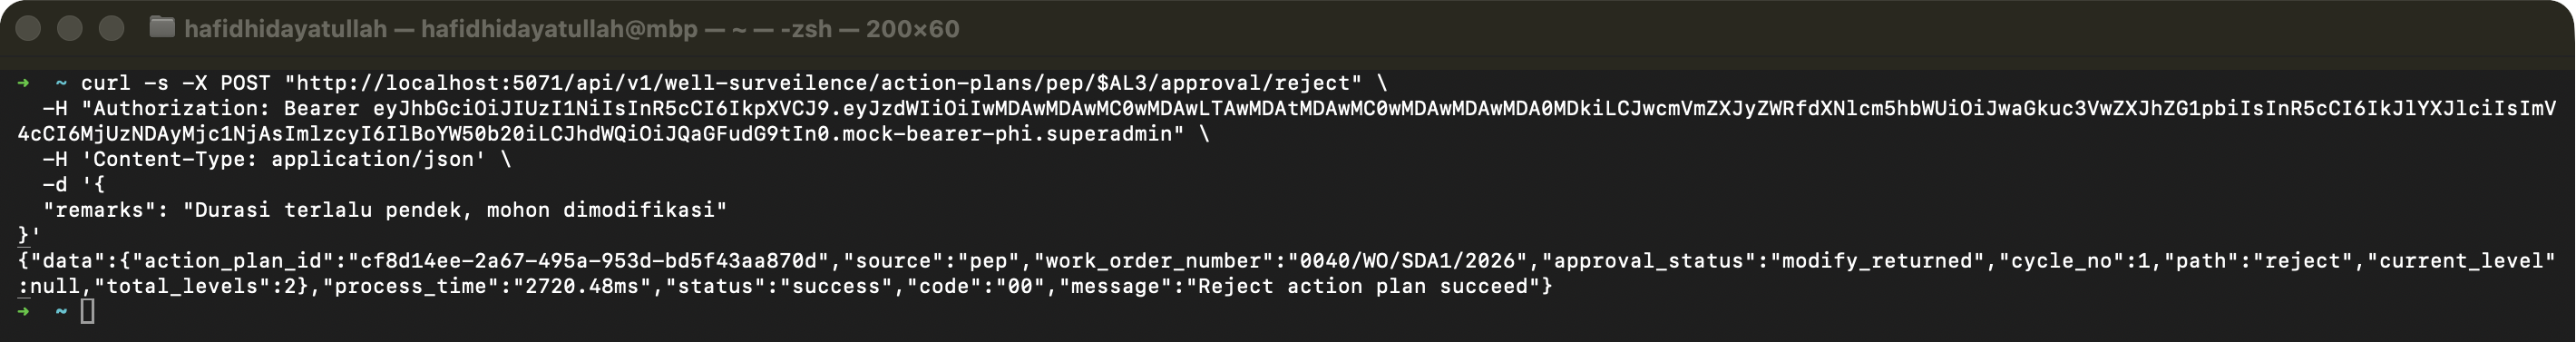 hafidhidayatullah — hafidhidayatullah@mbp — ~ — -zsh — 200×60
➜  ~ curl -s -X POST "http://localhost:5071/api/v1/well-surveilence/action-plans/pep/$AL3/approval/reject" \
  -H "Authorization: Bearer eyJhbGciOiJIUzI1NiIsInR5cCI6IkpXVCJ9.eyJzdWIiOiIwMDAwMDAwMC0wMDAwLTAwMDAtMDAwMC0wMDAwMDAwMDA0MDkiLCJwcmVmZXJyZWRfdXNlcm5hbWUiOiJwaGkuc3VwZXJhZG1pbiIsInR5cCI6IkJlYXJlciIsImV
4cCI6MjUzNDAyMjc1NjAsImlzcyI6IlBoYW50b20iLCJhdWQiOiJQaGFudG9tIn0.mock-bearer-phi.superadmin" \
  -H 'Content-Type: application/json' \
  -d '{
  "remarks": "Durasi terlalu pendek, mohon dimodifikasi"
}'
{"data":{"action_plan_id":"cf8d14ee-2a67-495a-953d-bd5f43aa870d","source":"pep","work_order_number":"0040/WO/SDA1/2026","approval_status":"modify_returned","cycle_no":1,"path":"reject","current_level"
:null,"total_levels":2},"process_time":"2720.48ms","status":"success","code":"00","message":"Reject action plan succeed"}
➜  ~